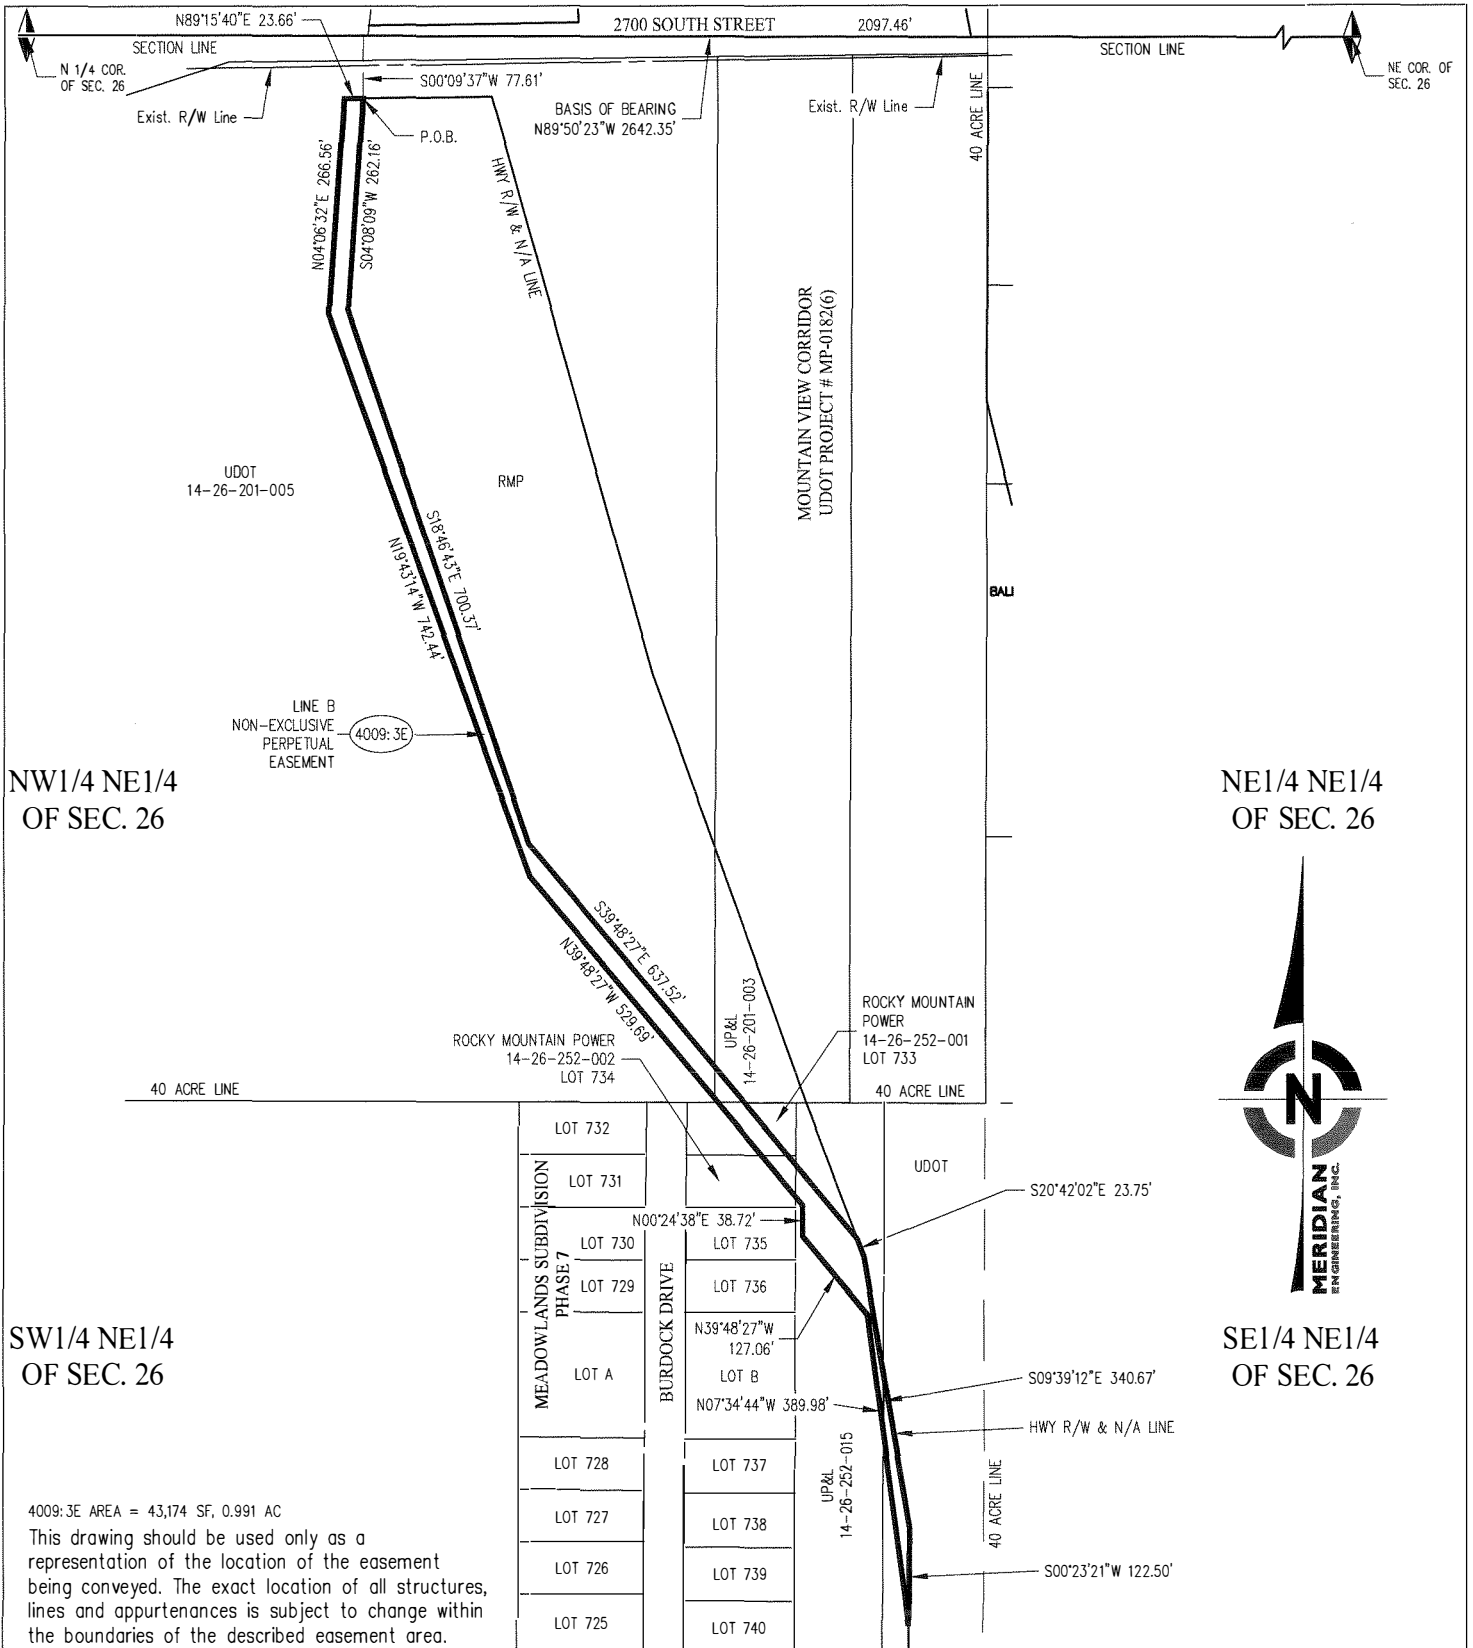 N89°15'40"E 23.66'
2700 SOUTH STREET
2097.46'
SECTION LINE
SECTION LINE
N 1/4 COR.
OF SEC. 26
NE COR. OF
SEC. 26
S00°09'37"W 77.61'
Exist. R/W Line
BASIS OF BEARING
N89°50'23"W 2642.35'
Exist. R/W Line
P.O.B.
40 ACRE LINE
N04°06'32"E 266.56'
S04°08'09"W 262.16'
HWY R/W & N/A LINE
MOUNTAIN VIEW CORRIDOR
UDOT PROJECT # MP-0182(6)
UDOT
14-26-201-005
RMP
S18°46'43"E 700.37'
N19°43'14"W 742.44'
BALI
LINE B
NON-EXCLUSIVE
PERPETUAL
EASEMENT
4009:3E
NW1/4 NE1/4
OF SEC. 26
NE1/4 NE1/4
OF SEC. 26
S39°48'27"E 637.52'
N39°48'27"W 529.69'
UP&L
14-26-201-003
ROCKY MOUNTAIN
POWER
14-26-252-001
LOT 733
ROCKY MOUNTAIN POWER
14-26-252-002
LOT 734
40 ACRE LINE
40 ACRE LINE
N
MERIDIAN
ENGINEERING, INC.
LOT 732
LOT 731
UDOT
S20°42'02"E 23.75'
N00°24'38"E 38.72'
MEADOWLANDS SUBDIVISION
PHASE 7
LOT 730
LOT 735
LOT 729
LOT 736
BURDOCK DRIVE
N39°48'27"W
127.06'
SW1/4 NE1/4
OF SEC. 26
SE1/4 NE1/4
OF SEC. 26
LOT A
LOT B
S09°39'12"E 340.67'
N07°34'44"W 389.98'
HWY R/W & N/A LINE
LOT 728
LOT 737
UP&L
14-26-252-015
40 ACRE LINE
4009:3E AREA = 43,174 SF, 0.991 AC
LOT 727
LOT 738
This drawing should be used only as a
representation of the location of the easement
being conveyed. The exact location of all structures,
lines and appurtenances is subject to change within
the boundaries of the described easement area.
LOT 726
LOT 739
S00°23'21"W 122.50'
LOT 725
LOT 740